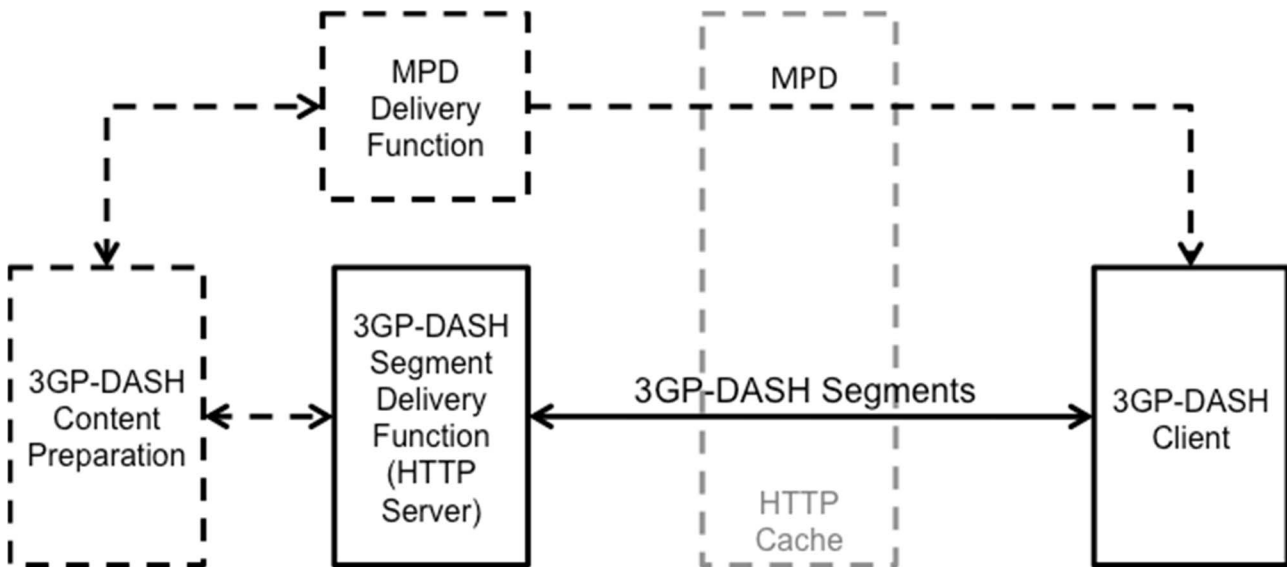 MPD
Delivery
Function
MPD
3GP-DASH
Content
Preparation
3GP-DASH
Segment
Delivery
Function
(HTTP
Server)
3GP-DASH Segments
HTTP
Cache
3GP-DASH
Client